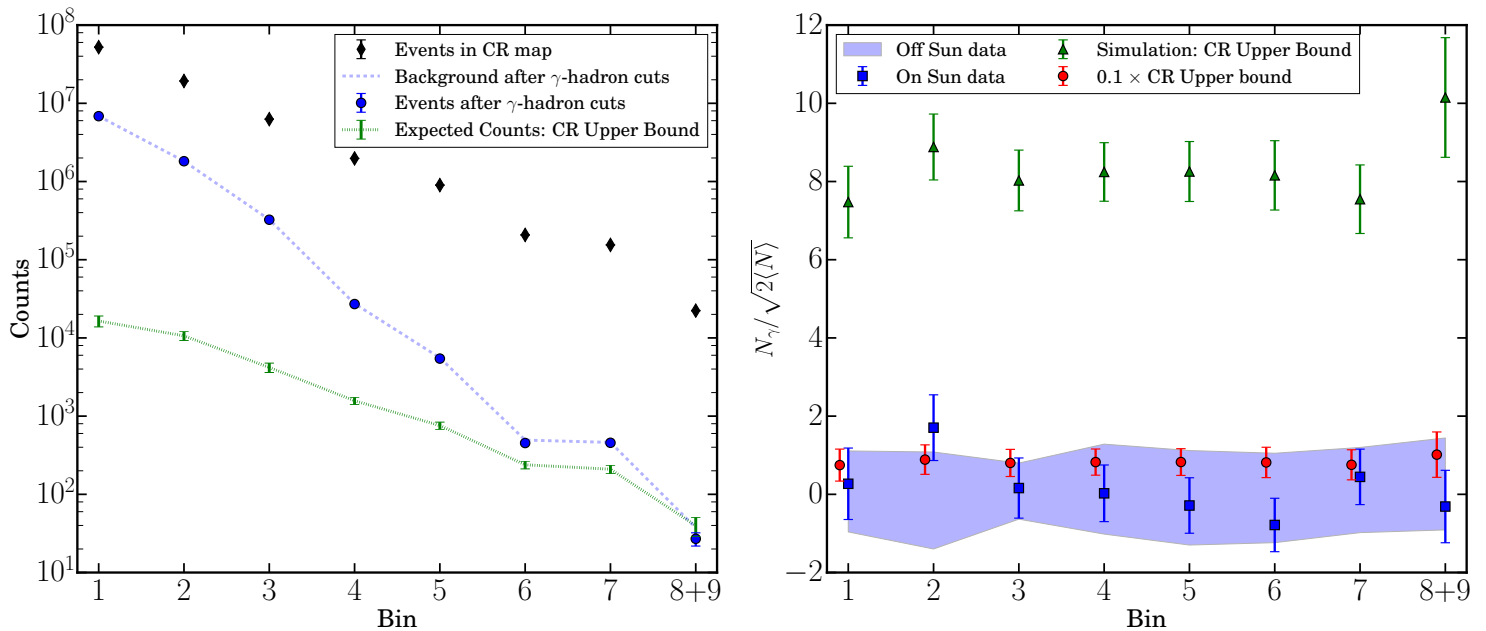 10^8
10^7
10^6
10^5
10^4
10^3
10^2
10^1
Counts
Events in CR map
Background after γ-hadron cuts
Events after γ-hadron cuts
Expected Counts: CR Upper Bound
1 2 3 4 5 6 7 8+9
Bin
12
10
8
6
4
2
0
−2
N_γ/√2⟨N⟩
Off Sun data
On Sun data
Simulation: CR Upper Bound
0.1 × CR Upper bound
1 2 3 4 5 6 7 8+9
Bin